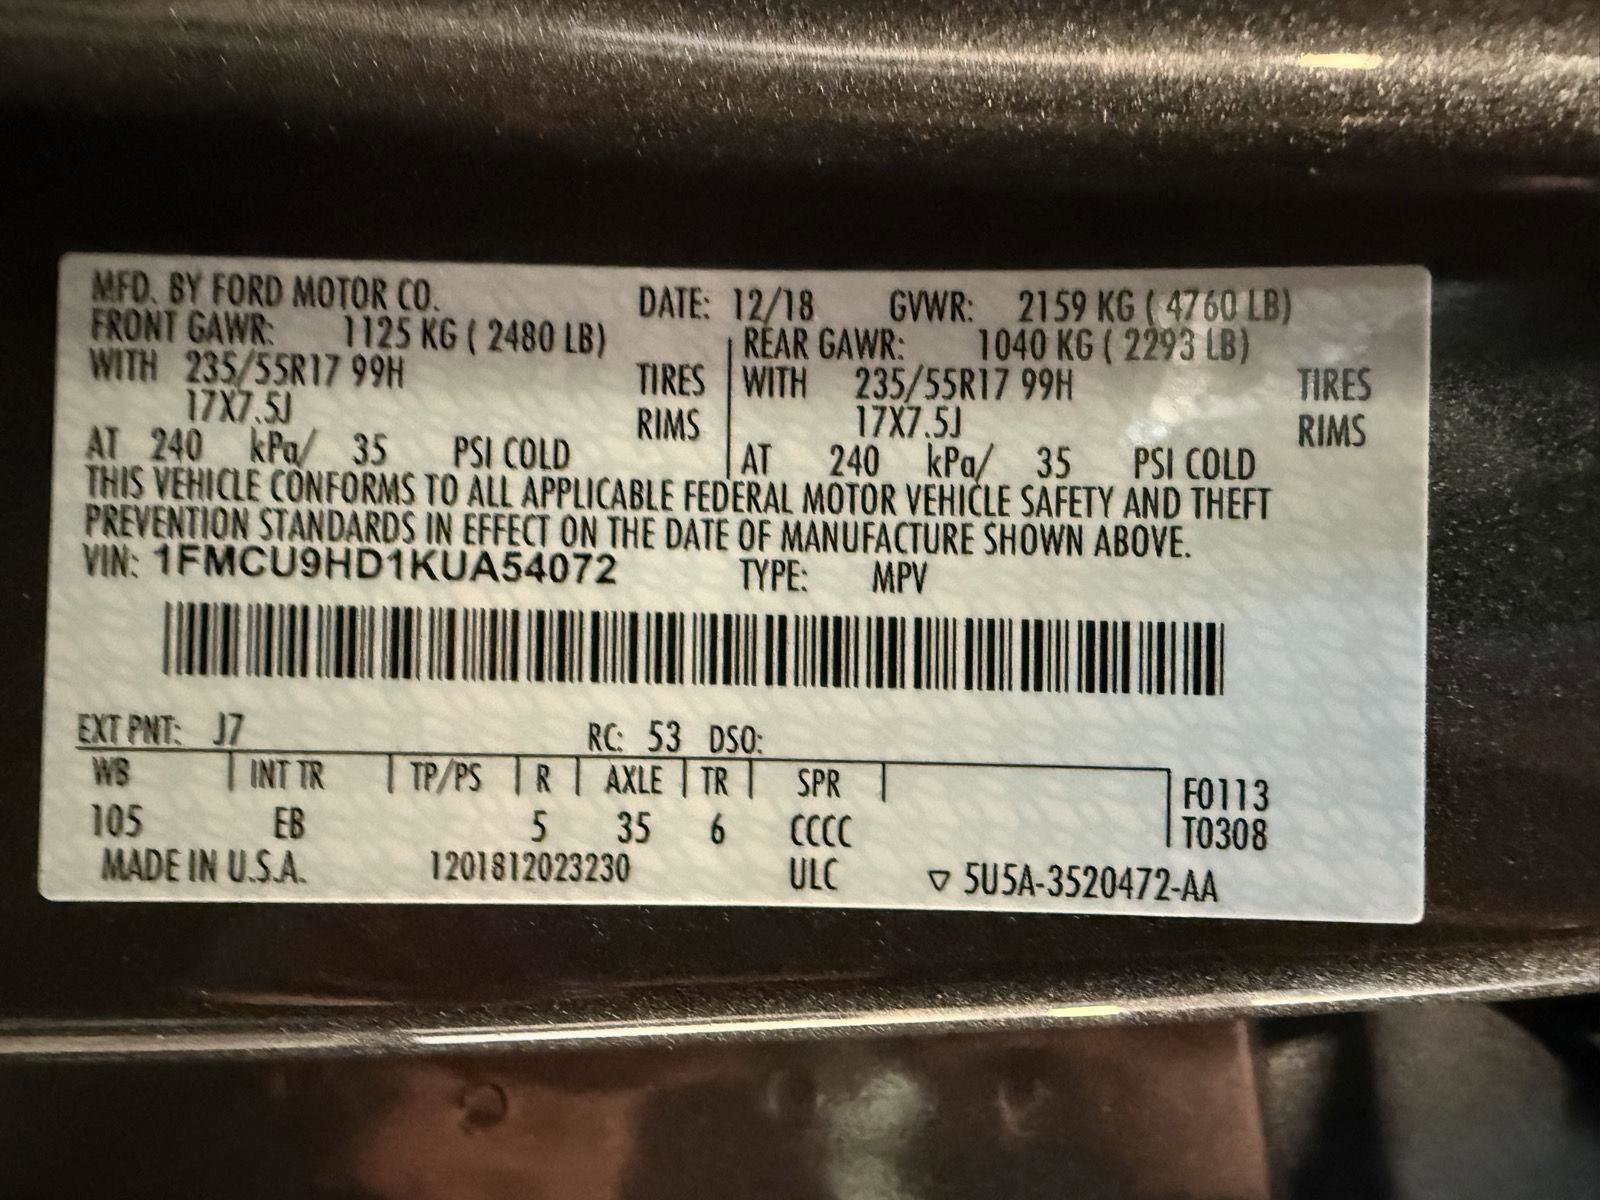 MFD. BY FORD MOTOR CO. DATE: 12/18 GVWR: 2159 KG ( 4760 LB)
FRONT GAWR: 1125 KG ( 2480 LB) REAR GAWR: 1040 KG ( 2293 LB)
WITH 235/55R17 99H TIRES WITH 235/55R17 99H TIRES
17X7.5J RIMS 17X7.5J RIMS
AT 240 kPa/ 35 PSI COLD AT 240 kPa/ 35 PSI COLD
THIS VEHICLE CONFORMS TO ALL APPLICABLE FEDERAL MOTOR VEHICLE SAFETY AND THEFT
PREVENTION STANDARDS IN EFFECT ON THE DATE OF MANUFACTURE SHOWN ABOVE.
VIN: 1FMCU9HD1KUA54072 TYPE: MPV
EXT PNT: J7 RC: 53 DSO:
WB INT TR TP/PS R AXLE TR SPR F0113
105 EB 5 35 6 CCCC T0308
MADE IN U.S.A. 1201812023230 ULC ▽ 5U5A-3520472-AA